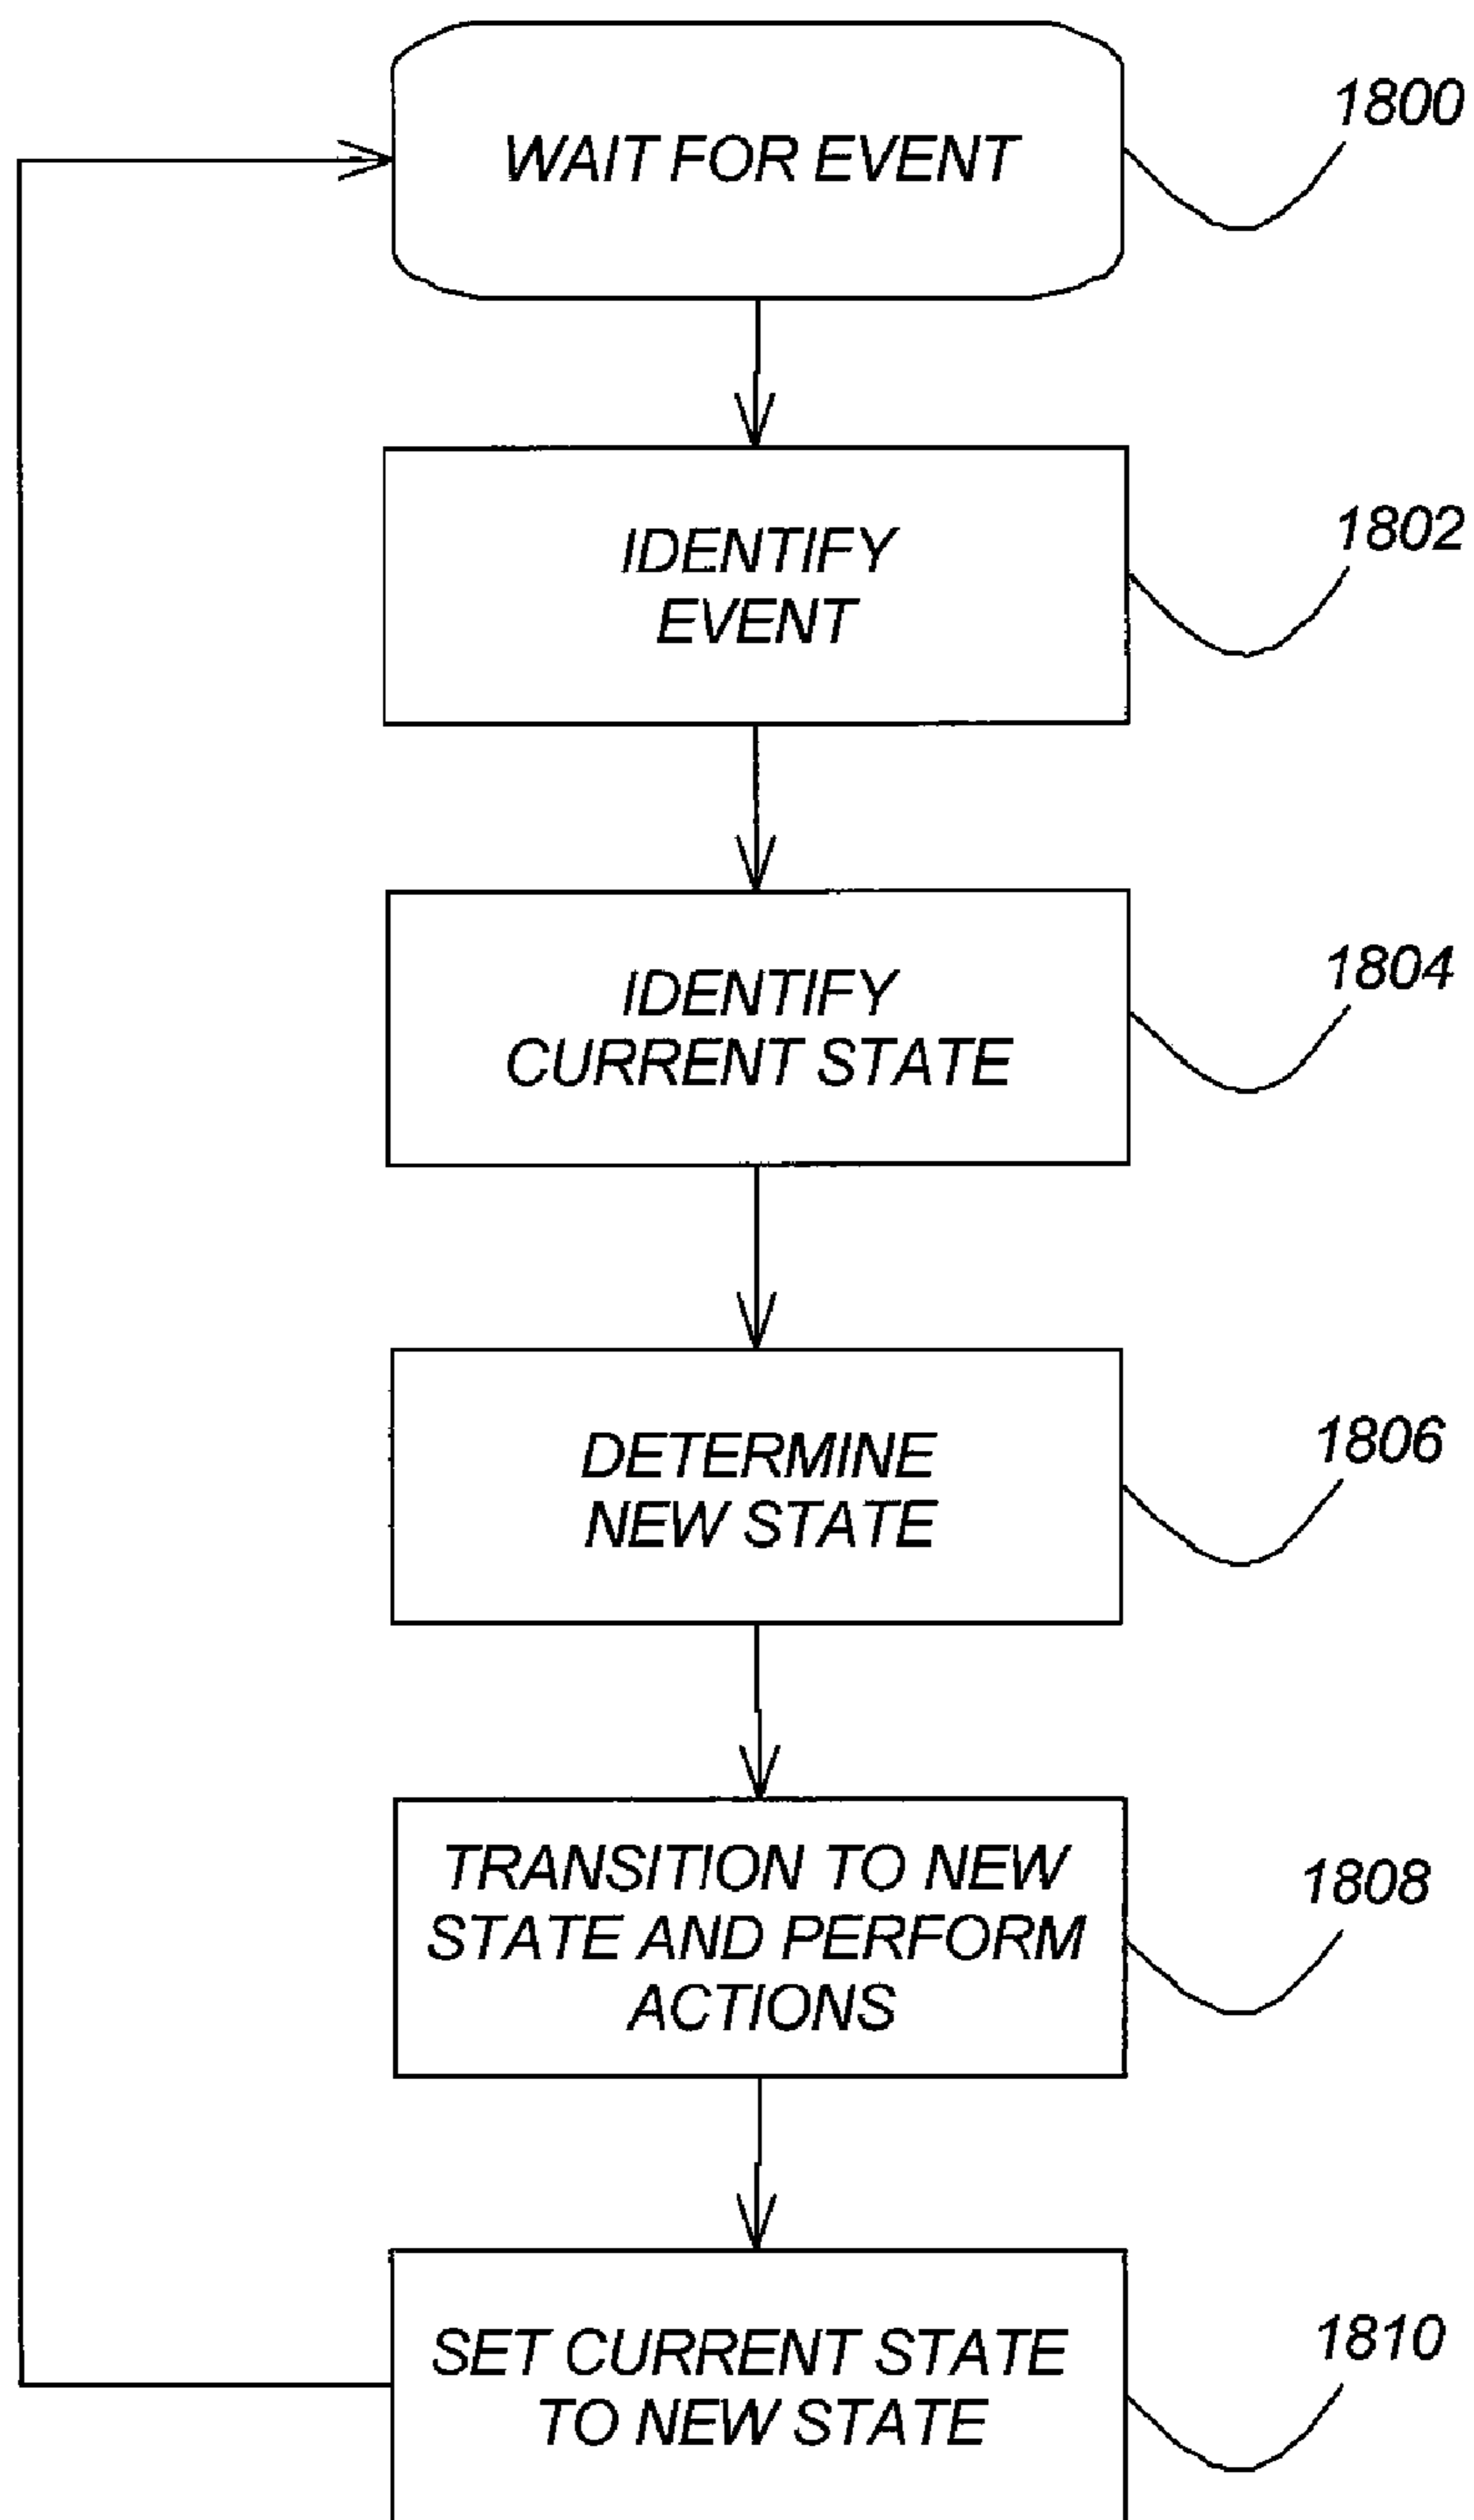 WAIT FOR EVENT
1800
IDENTIFY
EVENT
1802
IDENTIFY
CURRENT STATE
1804
DETERMINE
NEW STATE
1806
TRANSITION TO NEW
STATE AND PERFORM
ACTIONS
1808
SET CURRENT STATE
TO NEW STATE
1810